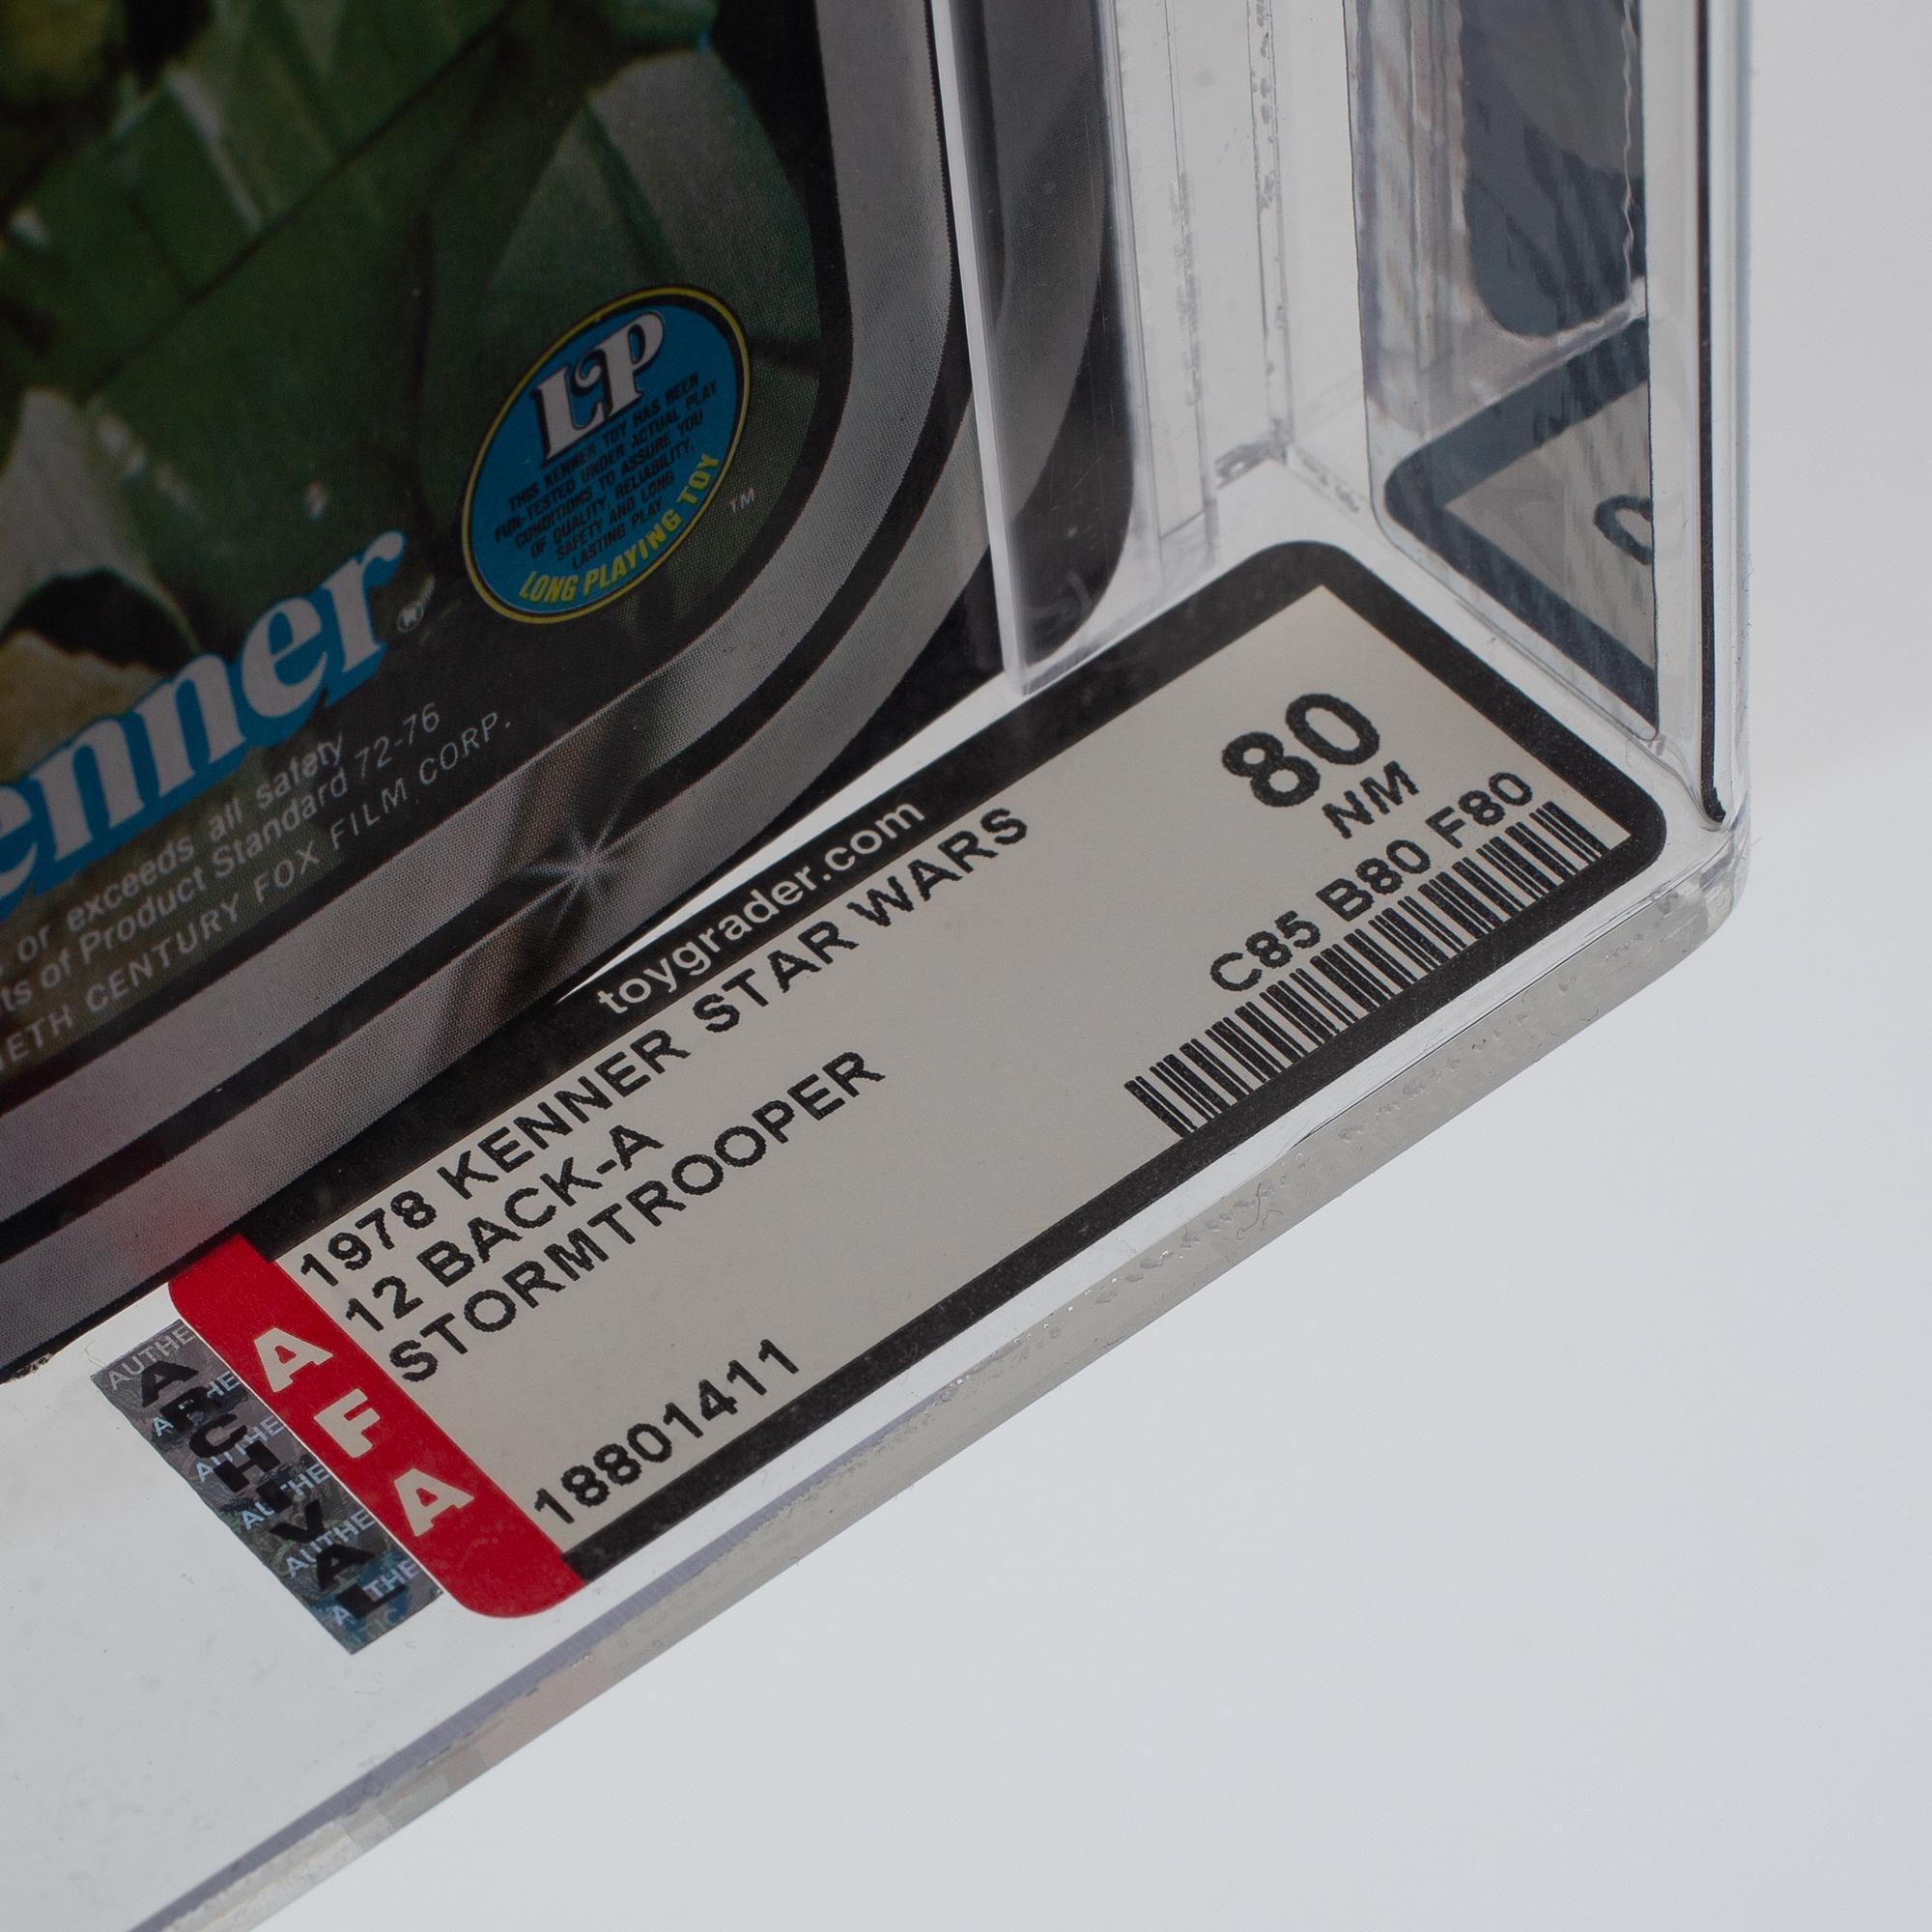 LP
THIS KENNER TOY HAS BEEN
FUN-TESTED UNDER ACTUAL PLAY
CONDITIONS TO ASSURE YOU
OF QUALITY, RELIABILITY,
SAFETY AND LONG
LASTING PLAY
LONG PLAYING TOY
™
enner®
or exceeds all safety
ts of Product Standard 72-76
IETH CENTURY FOX FILM CORP.
toygrader.com
1978 KENNER STAR WARS
12 BACK-A
STORMTROOPER
18801411
80
NM
C85 B80 F80
AFA
ARCHIVAL